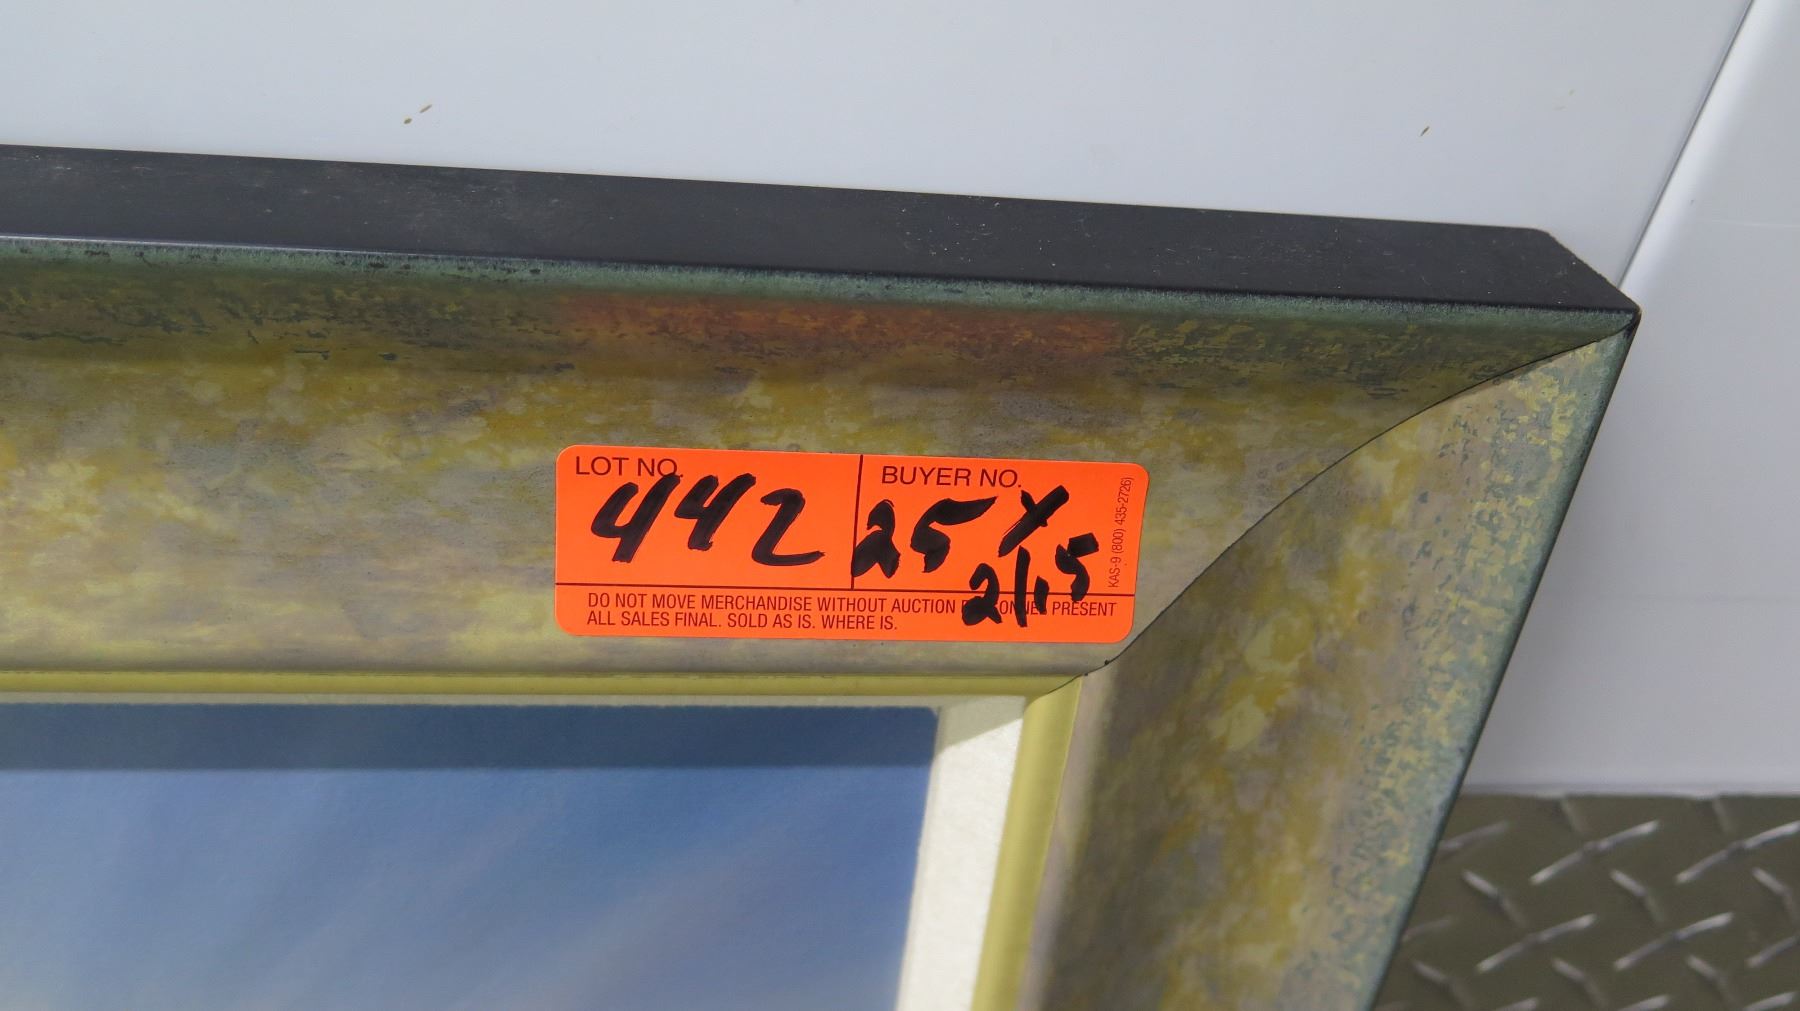 LOT NO.
442
BUYER NO.
25 X
21.5
KAS-9 (800) 435-2726)
DO NOT MOVE MERCHANDISE WITHOUT AUCTION PRESENT
ALL SALES FINAL. SOLD AS IS. WHERE IS.